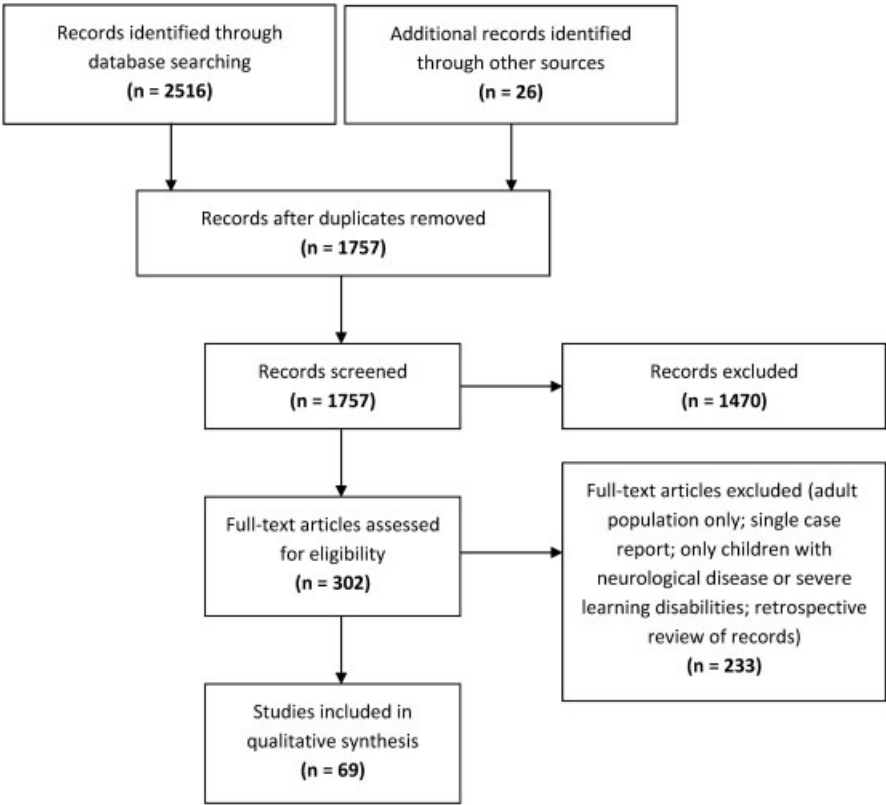 Records identified through
database searching
(n = 2516)
Additional records identified
through other sources
(n = 26)
Records after duplicates removed
(n = 1757)
Records screened
(n = 1757)
Records excluded
(n = 1470)
Full-text articles assessed
for eligibility
(n = 302)
Full-text articles excluded (adult
population only; single case
report; only children with
neurological disease or severe
learning disabilities; retrospective
review of records)
(n = 233)
Studies included in
qualitative synthesis
(n = 69)